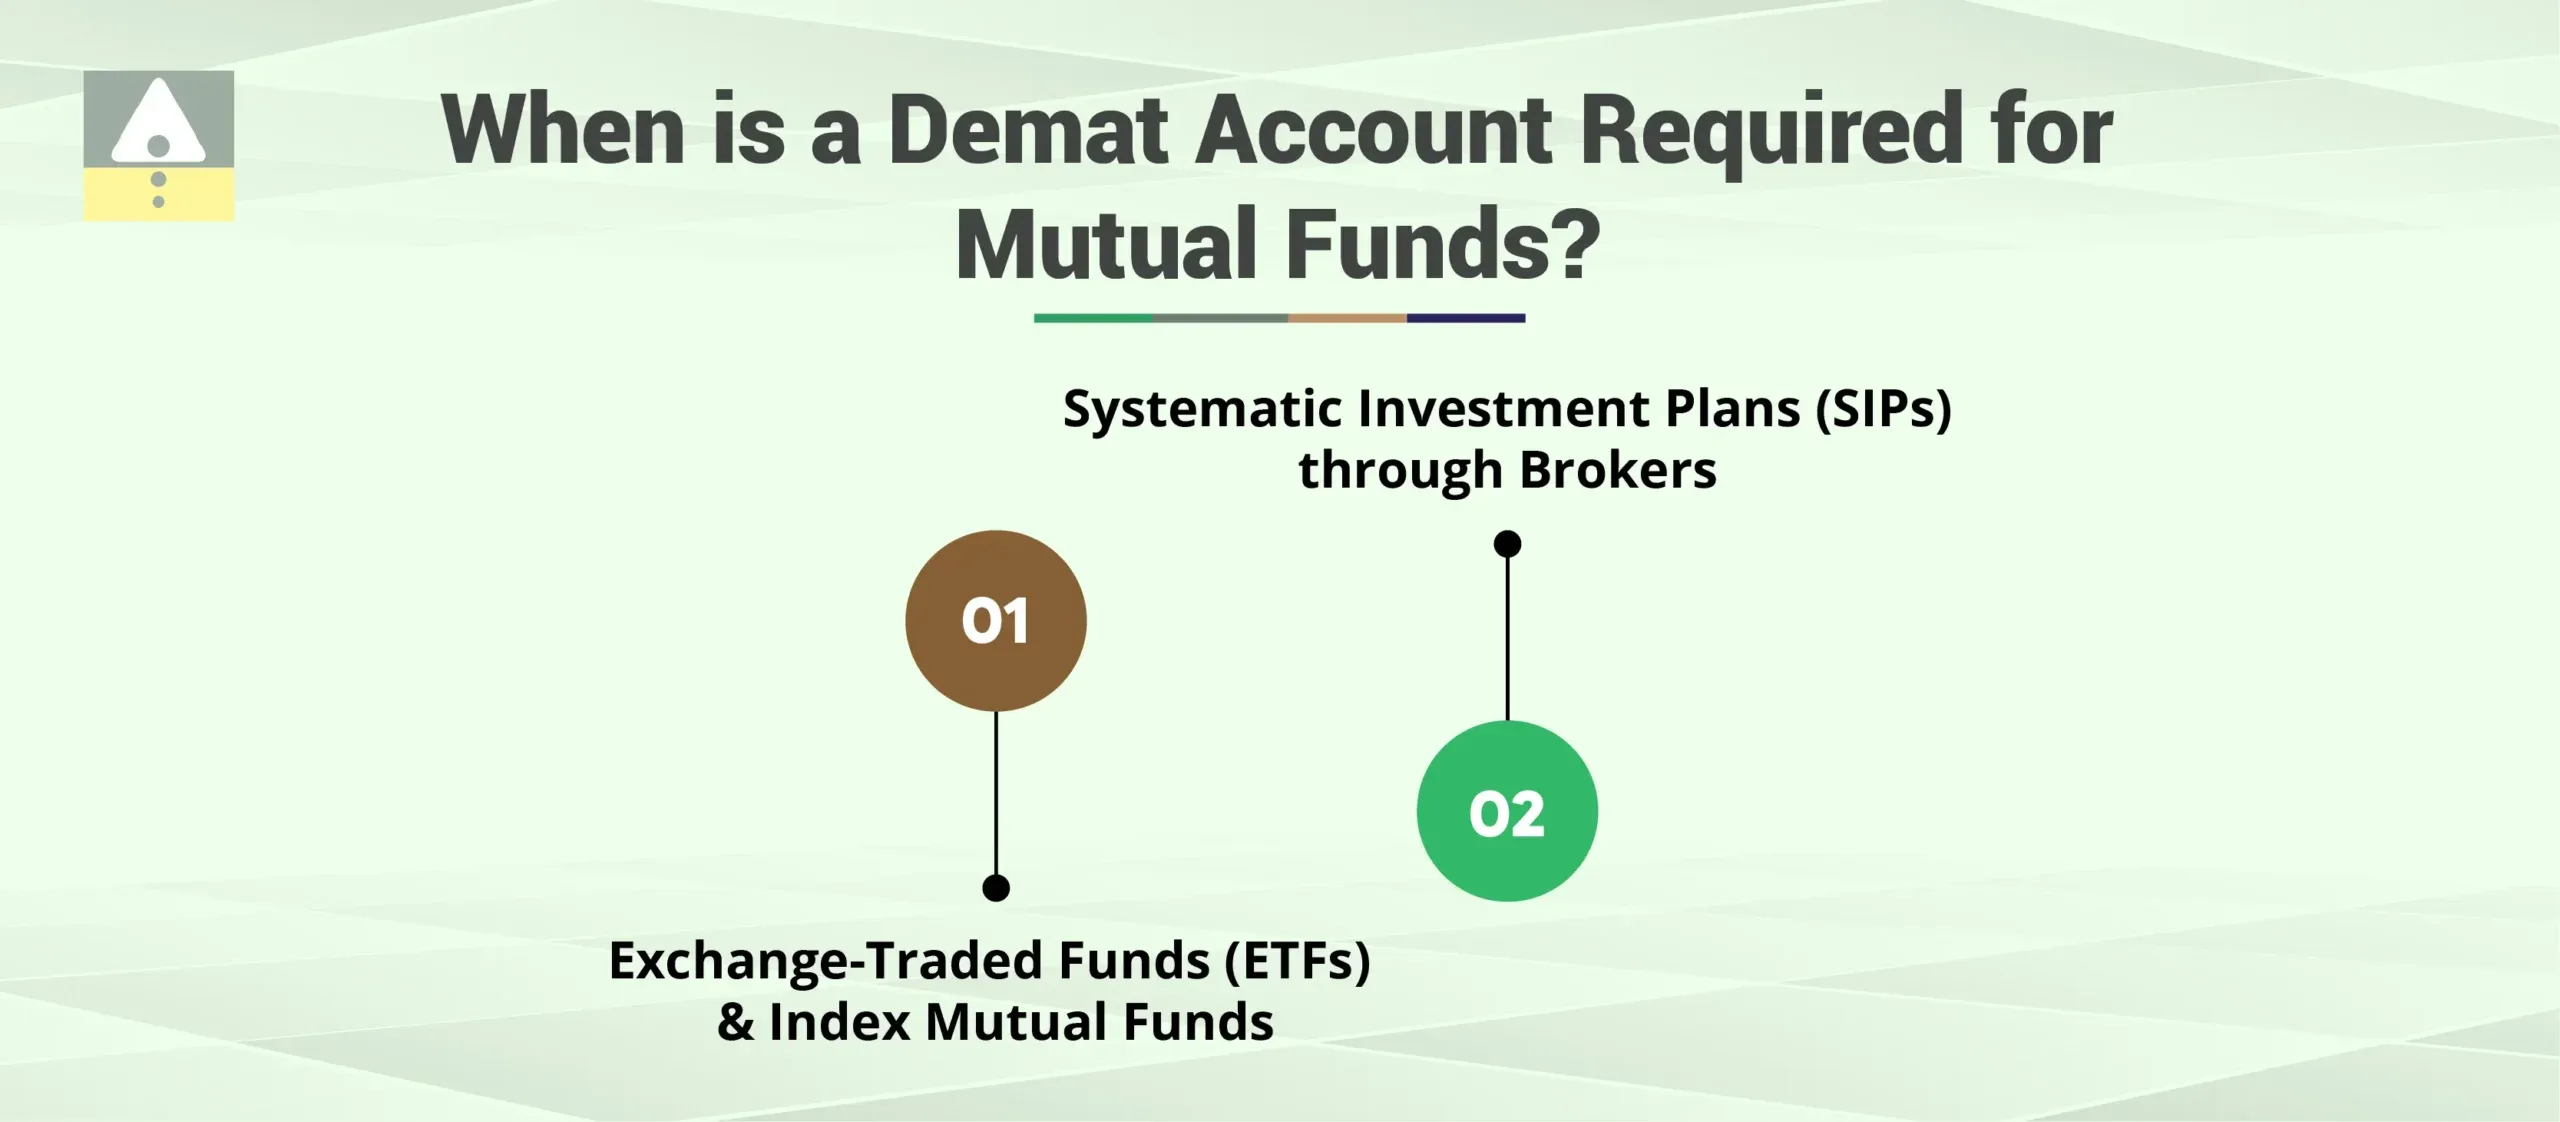 When is a Demat Account Required for
Mutual Funds?
01
Exchange-Traded Funds (ETFs)
& Index Mutual Funds
Systematic Investment Plans (SIPs)
through Brokers
02